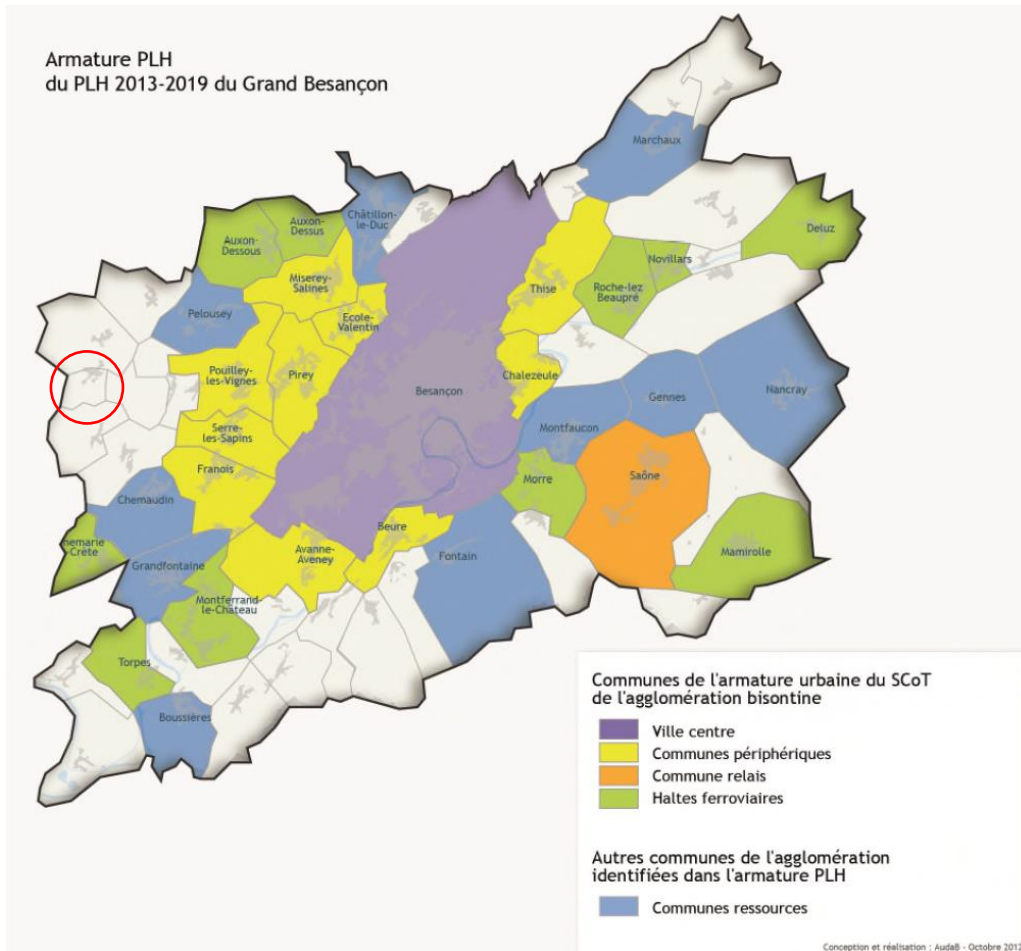 Armature PLH
du PLH 2013-2019 du Grand Besançon
Marchaux
Châtillon-
le-Duc
Auxon-
Dessus
Auxon-
Dessous
Deluz
Novillars
Miserey-
Salines
Thise
Roche-lez
Beaupré
Pelousey
Ecole-
Valentin
Pouilley-
les-Vignes
Pirey
Chalezeule
Besançon
Nancray
Gennes
Serre-
les-Sapins
Montfaucon
Franois
Saône
Morre
Chemaudin
Beure
nemarie
Crête
Avanne-
Aveney
Fontain
Mamirolle
Grandfontaine
Montferrand-
le-Château
Torpes
Boussières
Communes de l'armature urbaine du SCoT
de l'agglomération bisontine
Ville centre
Communes périphériques
Commune relais
Haltes ferroviaires
Autres communes de l'agglomération
identifiées dans l'armature PLH
Communes ressources
Conception et réalisation : AudaB - Octobre 2012